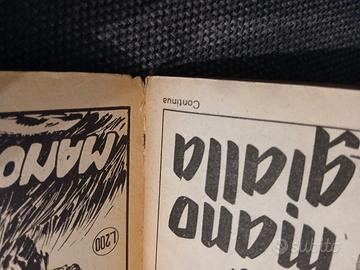 mano
gialla
Continua
L.200
MANO
subito